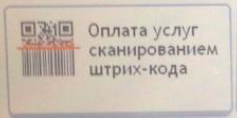 Оплата услуг
сканированием
штрих-кода